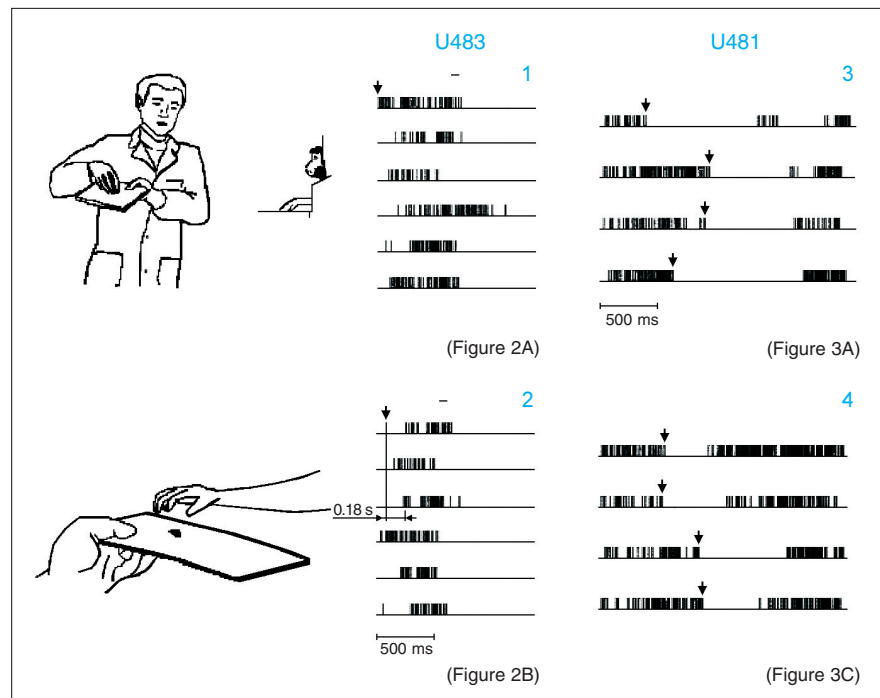 U483
U481
1
3
500 ms
(Figure 2A)
(Figure 3A)
2
4
0.18 s
500 ms
(Figure 2B)
(Figure 3C)